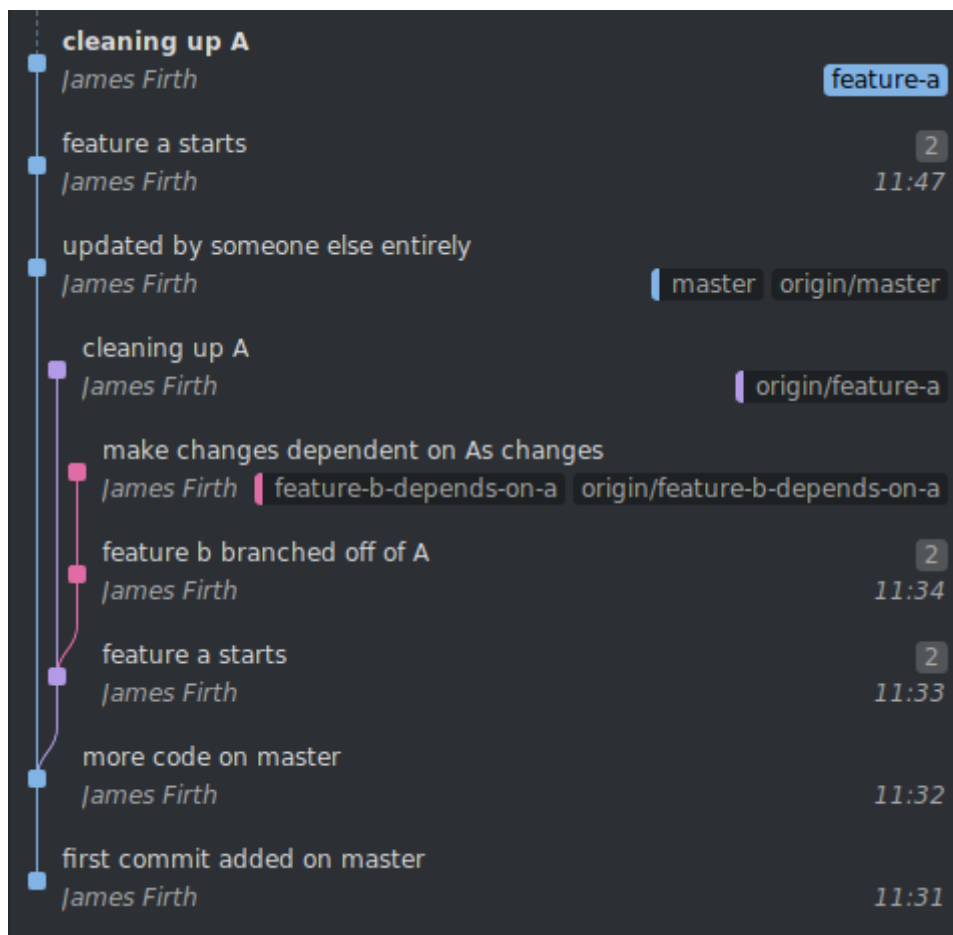 cleaning up A
James Firth feature-a
feature a starts 2
James Firth 11:47
updated by someone else entirely
James Firth master origin/master
cleaning up A
James Firth origin/feature-a
make changes dependent on As changes
James Firth feature-b-depends-on-a origin/feature-b-depends-on-a
feature b branched off of A 2
James Firth 11:34
feature a starts 2
James Firth 11:33
more code on master
James Firth 11:32
first commit added on master
James Firth 11:31